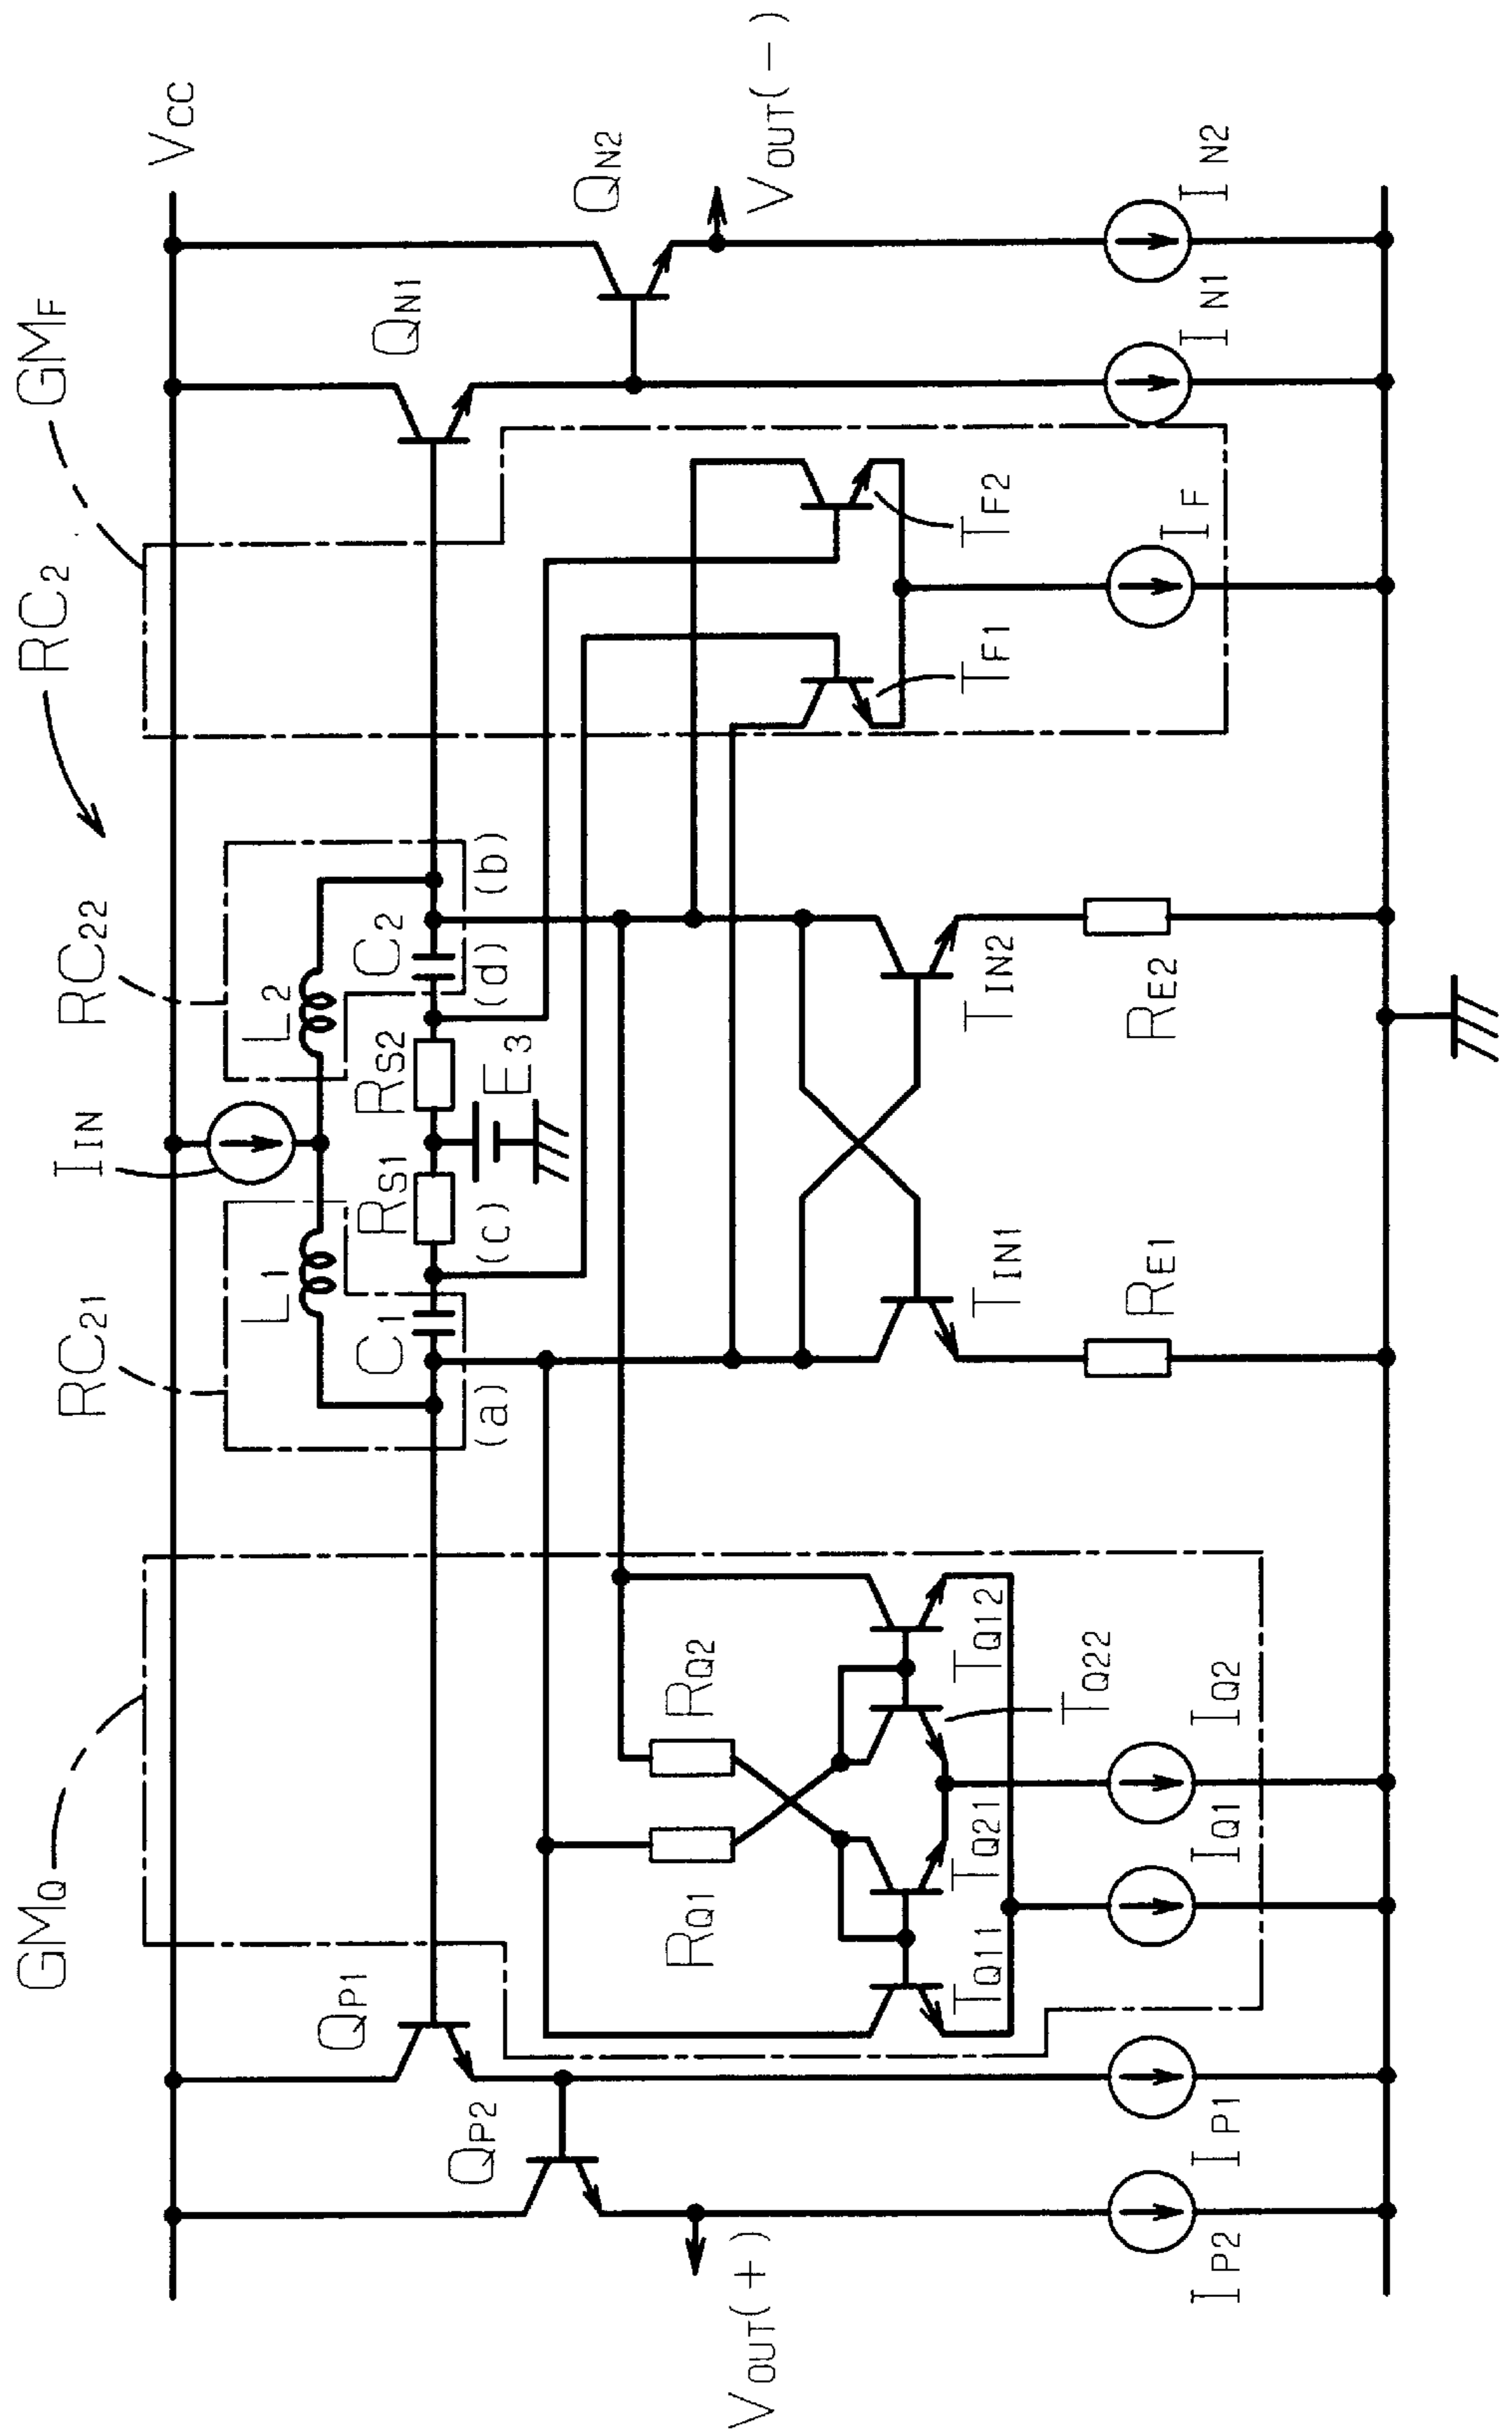 GMQ
RC21
RC22
RC2
GMF
IIN
VCC
L1
L2
QP1
C1
RS1
RS2
C2
QN1
(a)
(c)
E3
(d)
(b)
QP2
QN2
RQ1
RQ2
VOUT(+)
VOUT(-)
TQ11
TQ21
TQ12
TIN1
TIN2
TF1
TF2
TQ22
RE1
RE2
IF
IP2
IP1
IQ1
IQ2
IN1
IN2